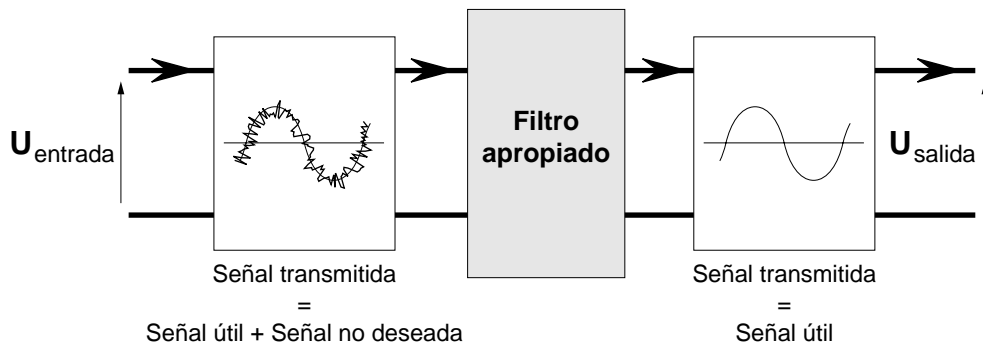 U entrada
Filtro
apropiado
U salida
Señal transmitida
=
Señal útil + Señal no deseada
Señal transmitida
=
Señal útil